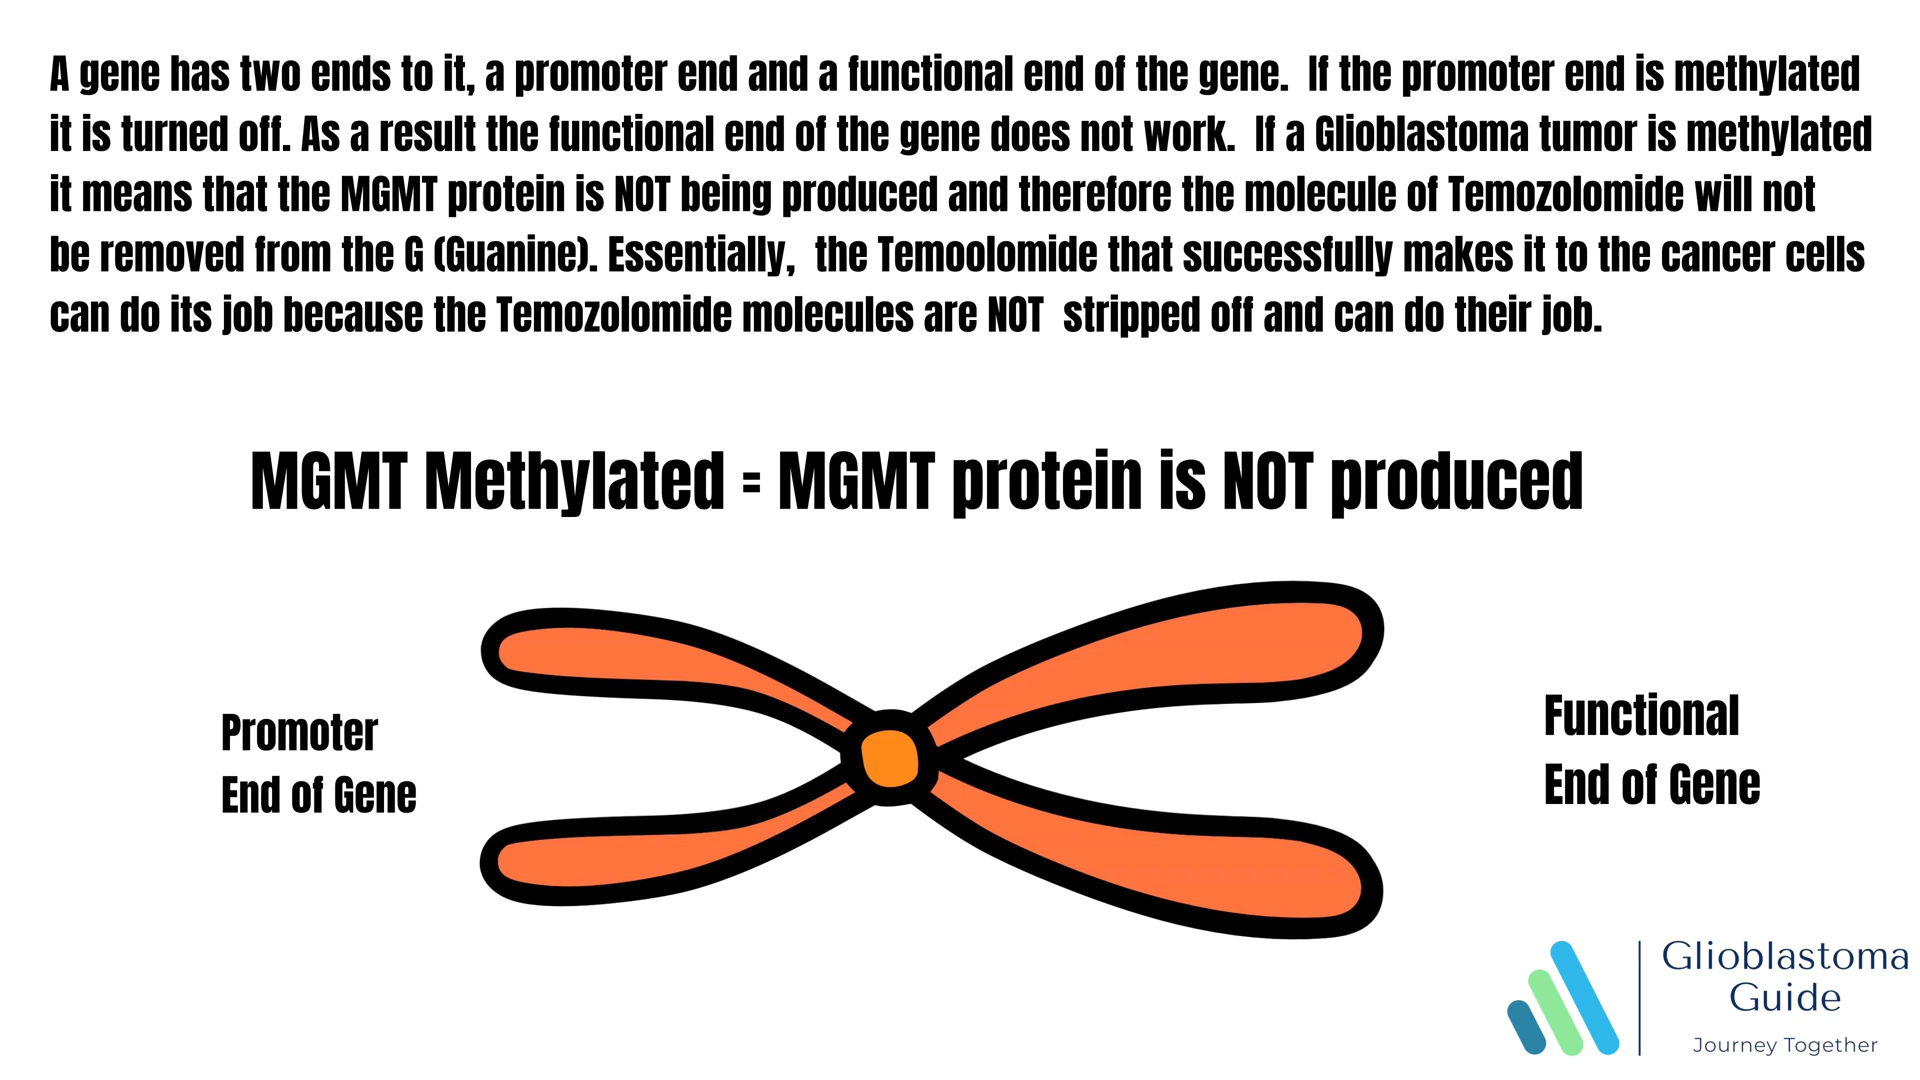 A gene has two ends to it, a promoter end and a functional end of the gene.  If the promoter end is methylated
it is turned off. As a result the functional end of the gene does not work.  If a Glioblastoma tumor is methylated
it means that the MGMT protein is NOT being produced and therefore the molecule of Temozolomide will not
be removed from the G (Guanine). Essentially,  the Temoolomide that successfully makes it to the cancer cells
can do its job because the Temozolomide molecules are NOT  stripped off and can do their job.
MGMT Methylated = MGMT protein is NOT produced
Promoter
End of Gene
Functional
End of Gene
Glioblastoma
Guide
Journey Together